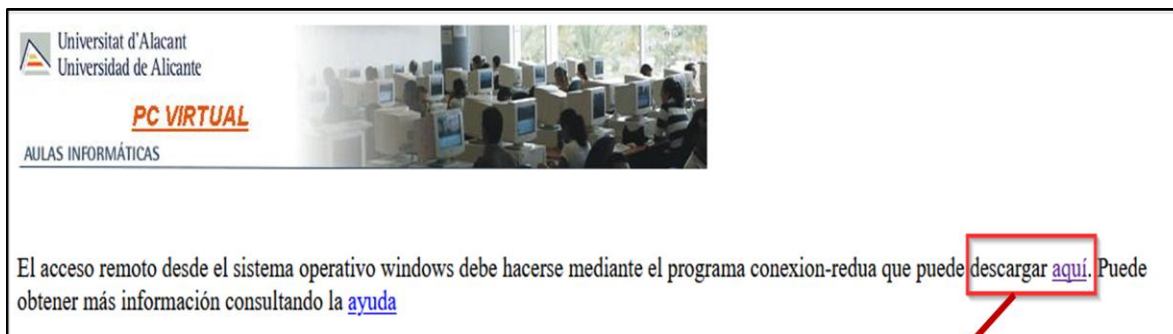 Universitat d'Alacant
Universidad de Alicante
PC VIRTUAL
AULAS INFORMÁTICAS
El acceso remoto desde el sistema operativo windows debe hacerse mediante el programa conexion-redua que puede descargar aquí. Puede
obtener más información consultando la ayuda